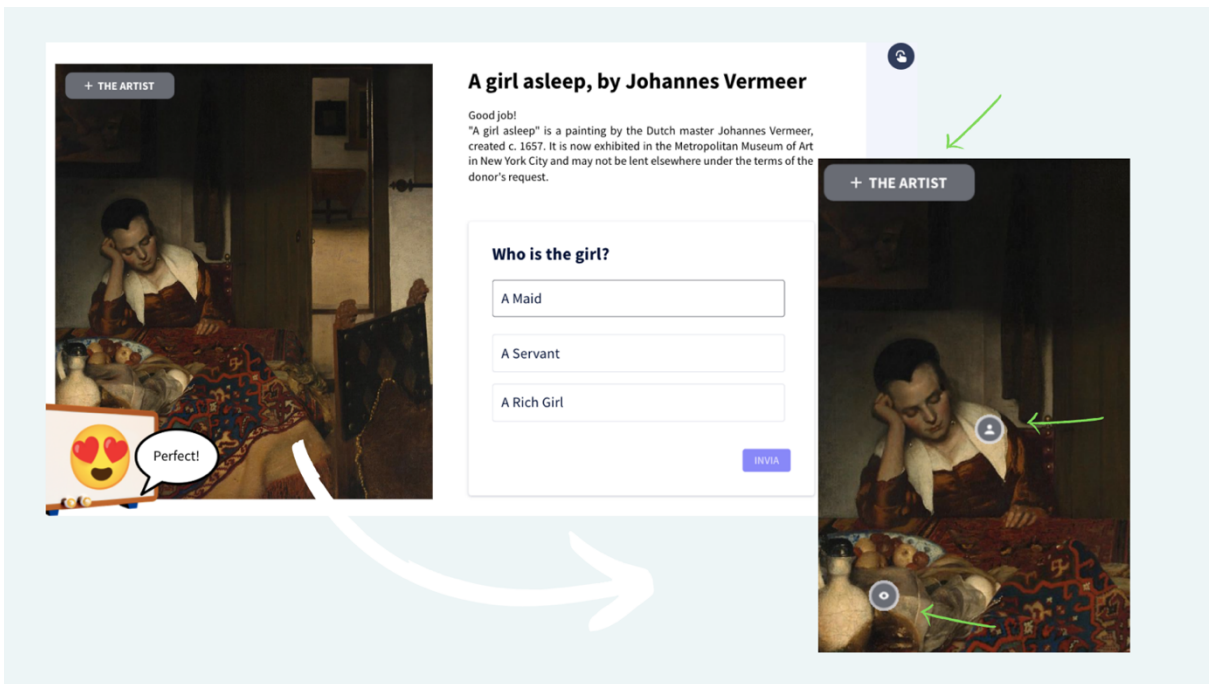 + THE ARTIST
A girl asleep, by Johannes Vermeer
Good job!
"A girl asleep" is a painting by the Dutch master Johannes Vermeer,
created c. 1657. It is now exhibited in the Metropolitan Museum of Art
in New York City and may not be lent elsewhere under the terms of the
donor's request.
Who is the girl?
A Maid
A Servant
A Rich Girl
INVIA
Perfect!
+ THE ARTIST